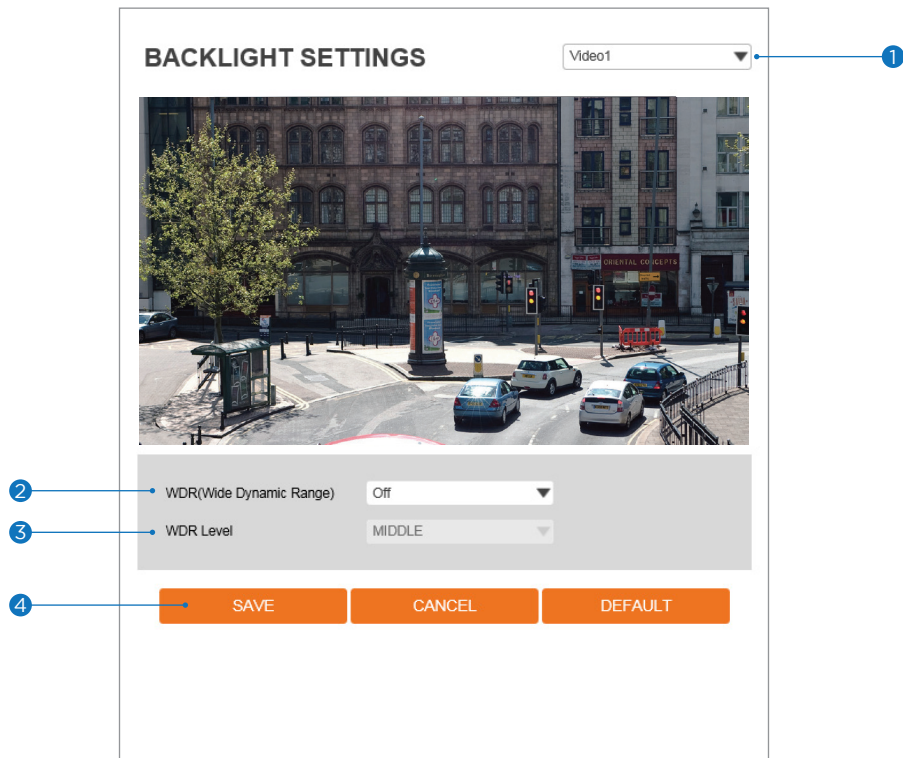 BACKLIGHT SETTINGS
Video1
1
ORIENTAL CONCEPTS
2
WDR(Wide Dynamic Range)
Off
3
WDR Level
MIDDLE
4
SAVE
CANCEL
DEFAULT